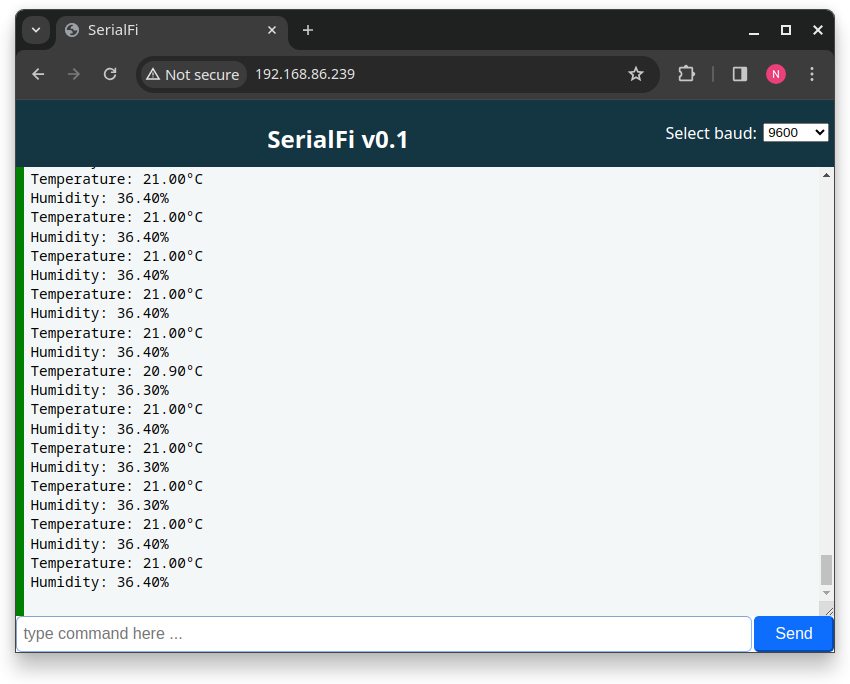 SerialFi
Not secure 192.168.86.239
N
SerialFi v0.1
Select baud: 9600
Temperature: 21.00°C
Humidity: 36.40%
Temperature: 21.00°C
Humidity: 36.40%
Temperature: 21.00°C
Humidity: 36.40%
Temperature: 21.00°C
Humidity: 36.40%
Temperature: 21.00°C
Humidity: 36.40%
Temperature: 20.90°C
Humidity: 36.30%
Temperature: 21.00°C
Humidity: 36.40%
Temperature: 21.00°C
Humidity: 36.30%
Temperature: 21.00°C
Humidity: 36.30%
Temperature: 21.00°C
Humidity: 36.40%
Temperature: 21.00°C
Humidity: 36.40%
type command here ...
Send